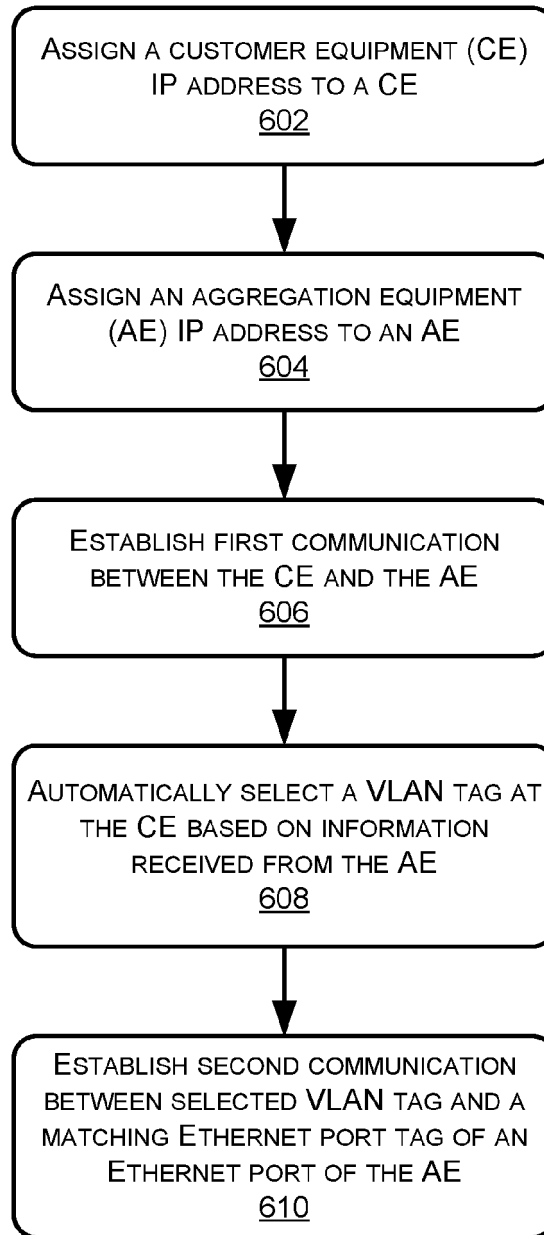 ASSIGN A CUSTOMER EQUIPMENT (CE)
IP ADDRESS TO A CE
602
ASSIGN AN AGGREGATION EQUIPMENT
(AE) IP ADDRESS TO AN AE
604
ESTABLISH FIRST COMMUNICATION
BETWEEN THE CE AND THE AE
606
AUTOMATICALLY SELECT A VLAN TAG AT
THE CE BASED ON INFORMATION
RECEIVED FROM THE AE
608
ESTABLISH SECOND COMMUNICATION
BETWEEN SELECTED VLAN TAG AND A
MATCHING ETHERNET PORT TAG OF AN
ETHERNET PORT OF THE AE
610